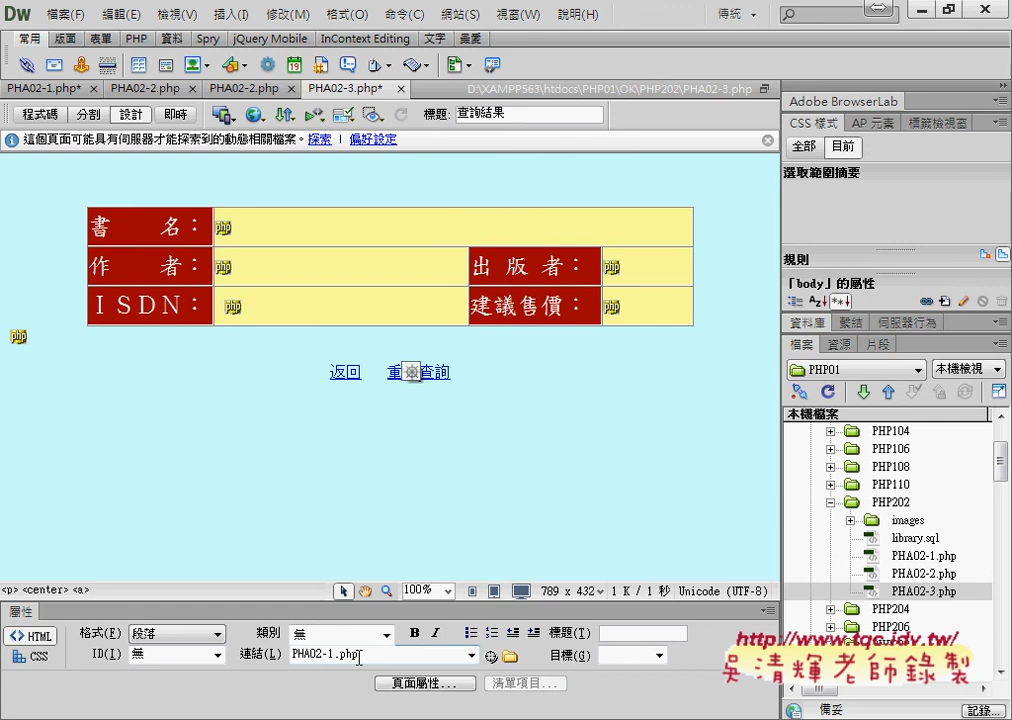 Dw 檔案(F) 編輯(E) 檢視(V) 插入(I) 修改(M) 格式(O) 命令(C) 網站(S) 視窗(W) 說明(H) 傳統
常用 版面 表單 PHP 資料 Spry jQuery Mobile InContext Editing 文字 最愛
PHA02-1.php* PHA02-2.php PHA02-2.php PHA02-3.php* D:\XAMPP563\htdocs\PHP01\OK\PHP202\PHA02-3.php
程式碼 分割 設計 即時 標題: 查詢結果
這個頁面可能具有伺服器才能探索到的動態相關檔案。探索 | 偏好設定
書 名： php
作 者： php 出 版 者： php
ＩＳＤＮ： php 建議售價： php
php
返回 重查詢
<p> <center> <a> 100% 789 x 432 1 K / 1 秒 Unicode (UTF-8)
屬性
<> HTML 格式(F) 段落 類別 無 B I 標題(T)
CSS ID(I) 無 連結(L) PHA02-1.php 目標(G)
頁面屬性... 清單項目...
Adobe BrowserLab
CSS 樣式 AP 元素 標籤檢視窗
全部 目前
選取範圍摘要
規則
「body」的屬性
資料庫 繫結 伺服器行為
檔案 資源 片段
PHP01 本機檢視
本機檔案
PHP104
PHP106
PHP108
PHP110
PHP202
images
library.sql
PHA02-1.php
PHA02-2.php
PHA02-3.php
PHP204
PHP206
http://www.tqc.idv.tw/
吳清輝老師錄製
備妥 記錄...